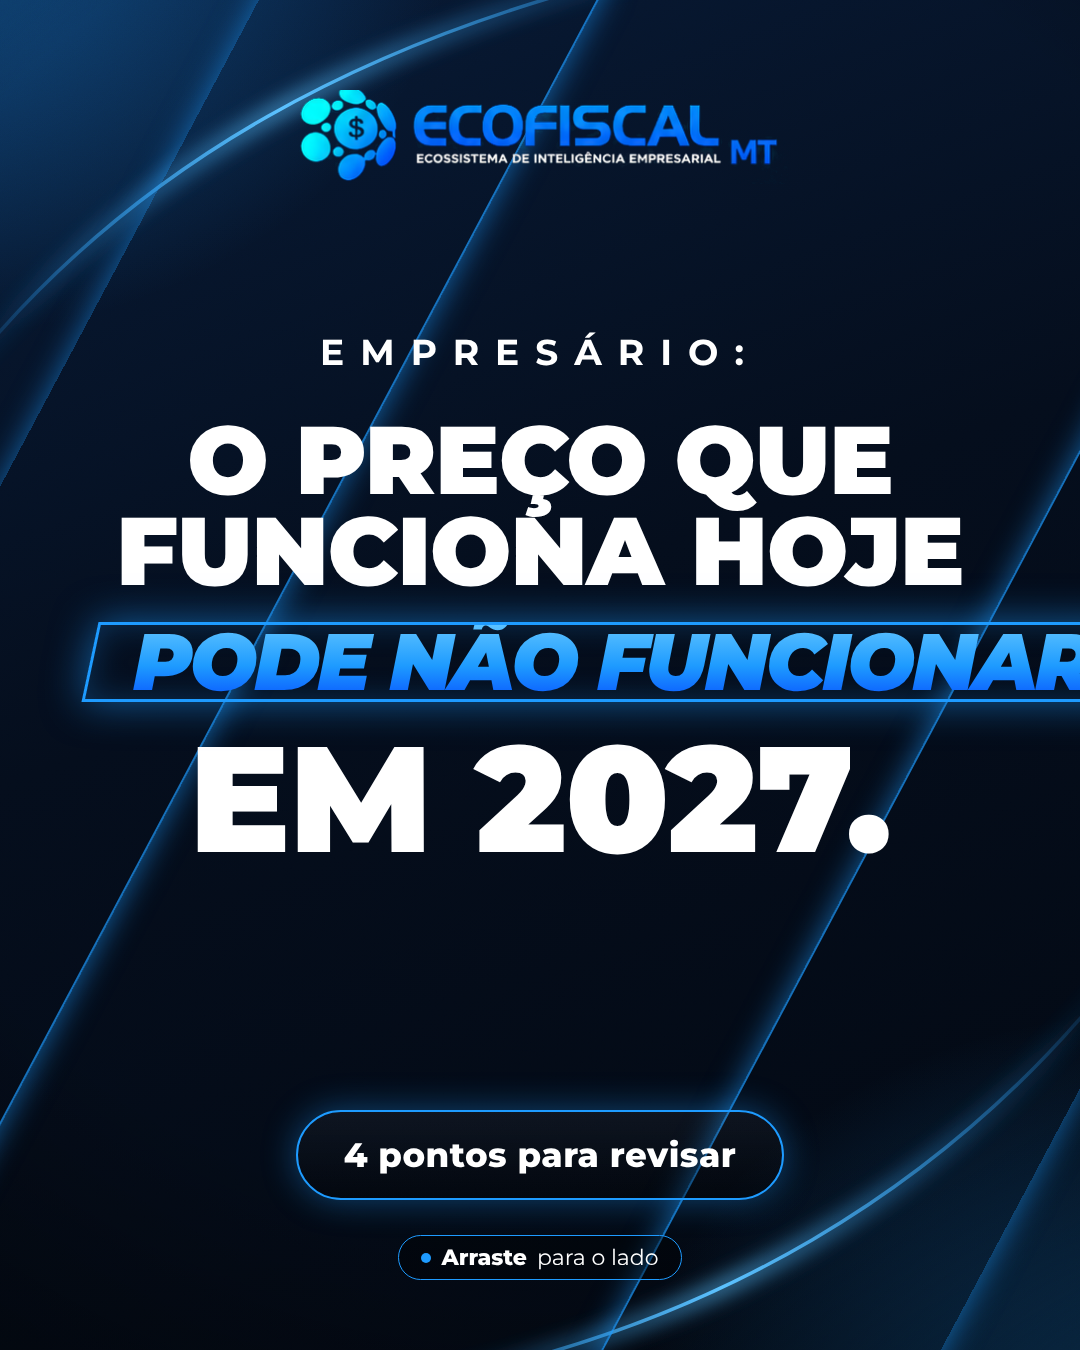 $
ECOFISCAL MT
ECOSSISTEMA DE INTELIGÊNCIA EMPRESARIAL
EMPRESÁRIO:
O PREÇO QUE
FUNCIONA HOJE
PODE NÃO FUNCIONAR
EM 2027.
4 pontos para revisar
Arraste para o lado